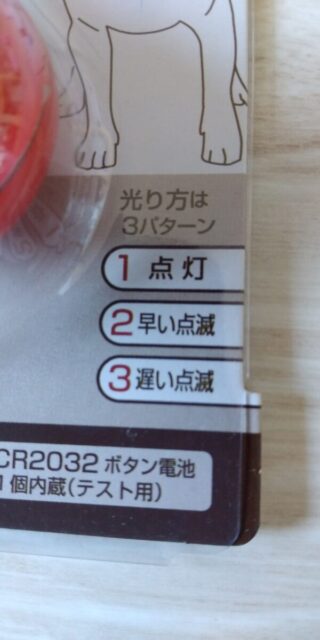 光り方は
3パターン
1 点灯
2 早い点滅
3 遅い点滅
CR2032 ボタン電池
1個内蔵(テスト用)